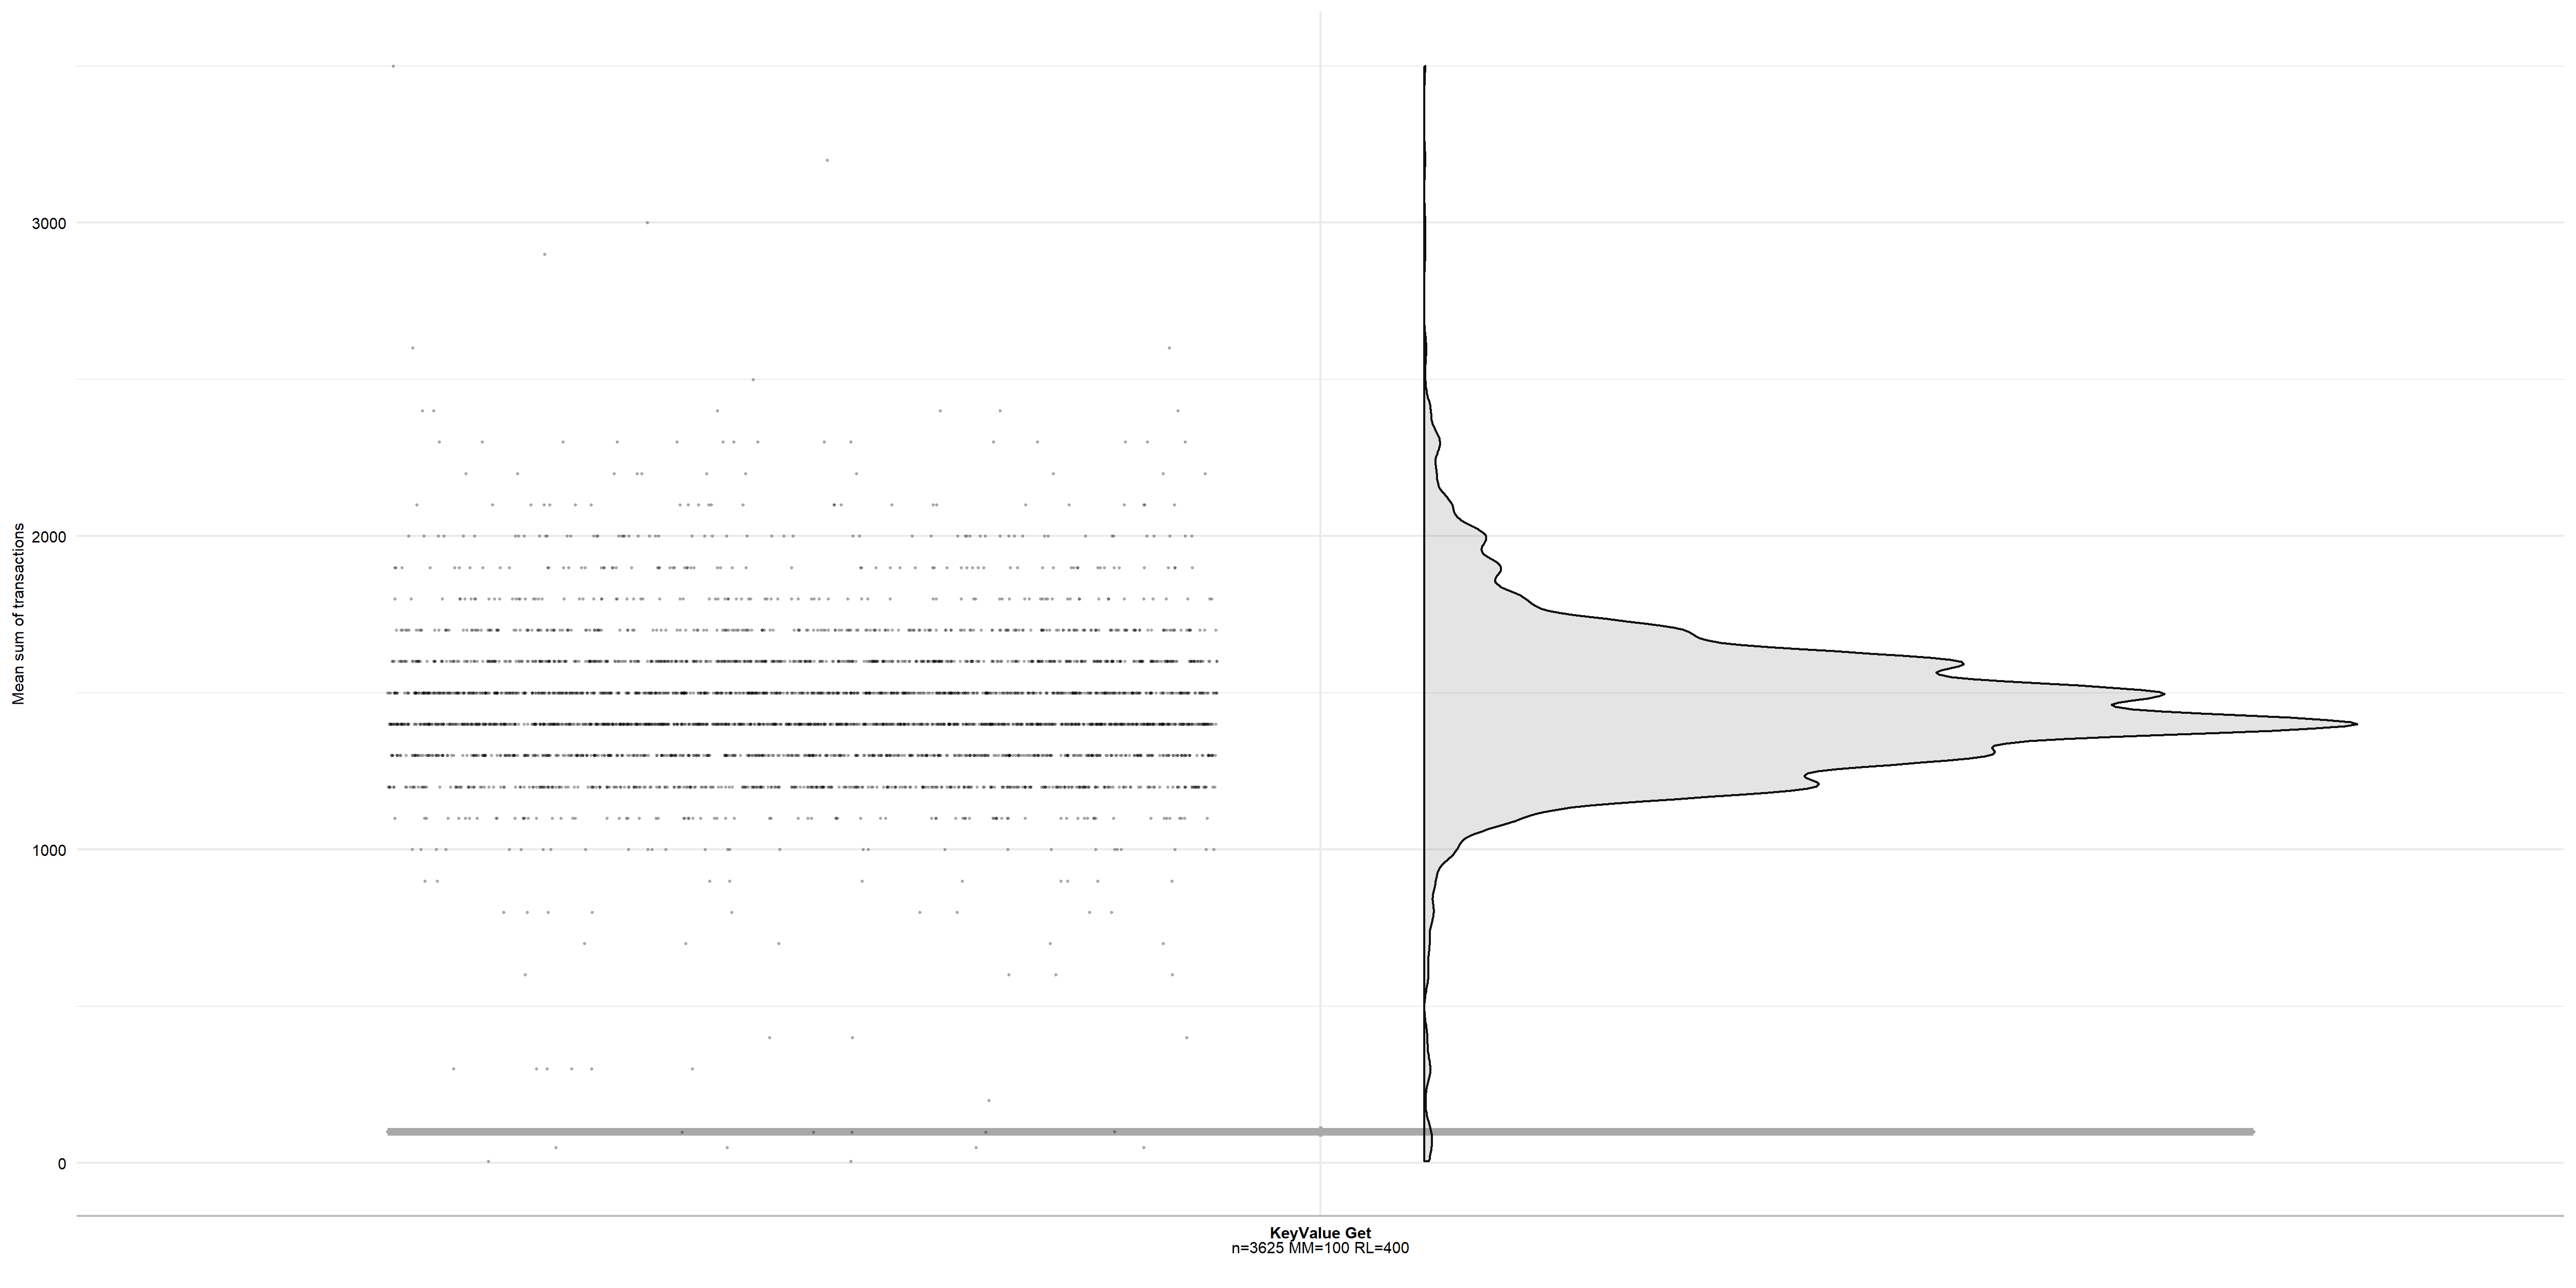 Mean sum of transactions
3000
2000
1000
0
KeyValue Get
n=3625 MM=100 RL=400